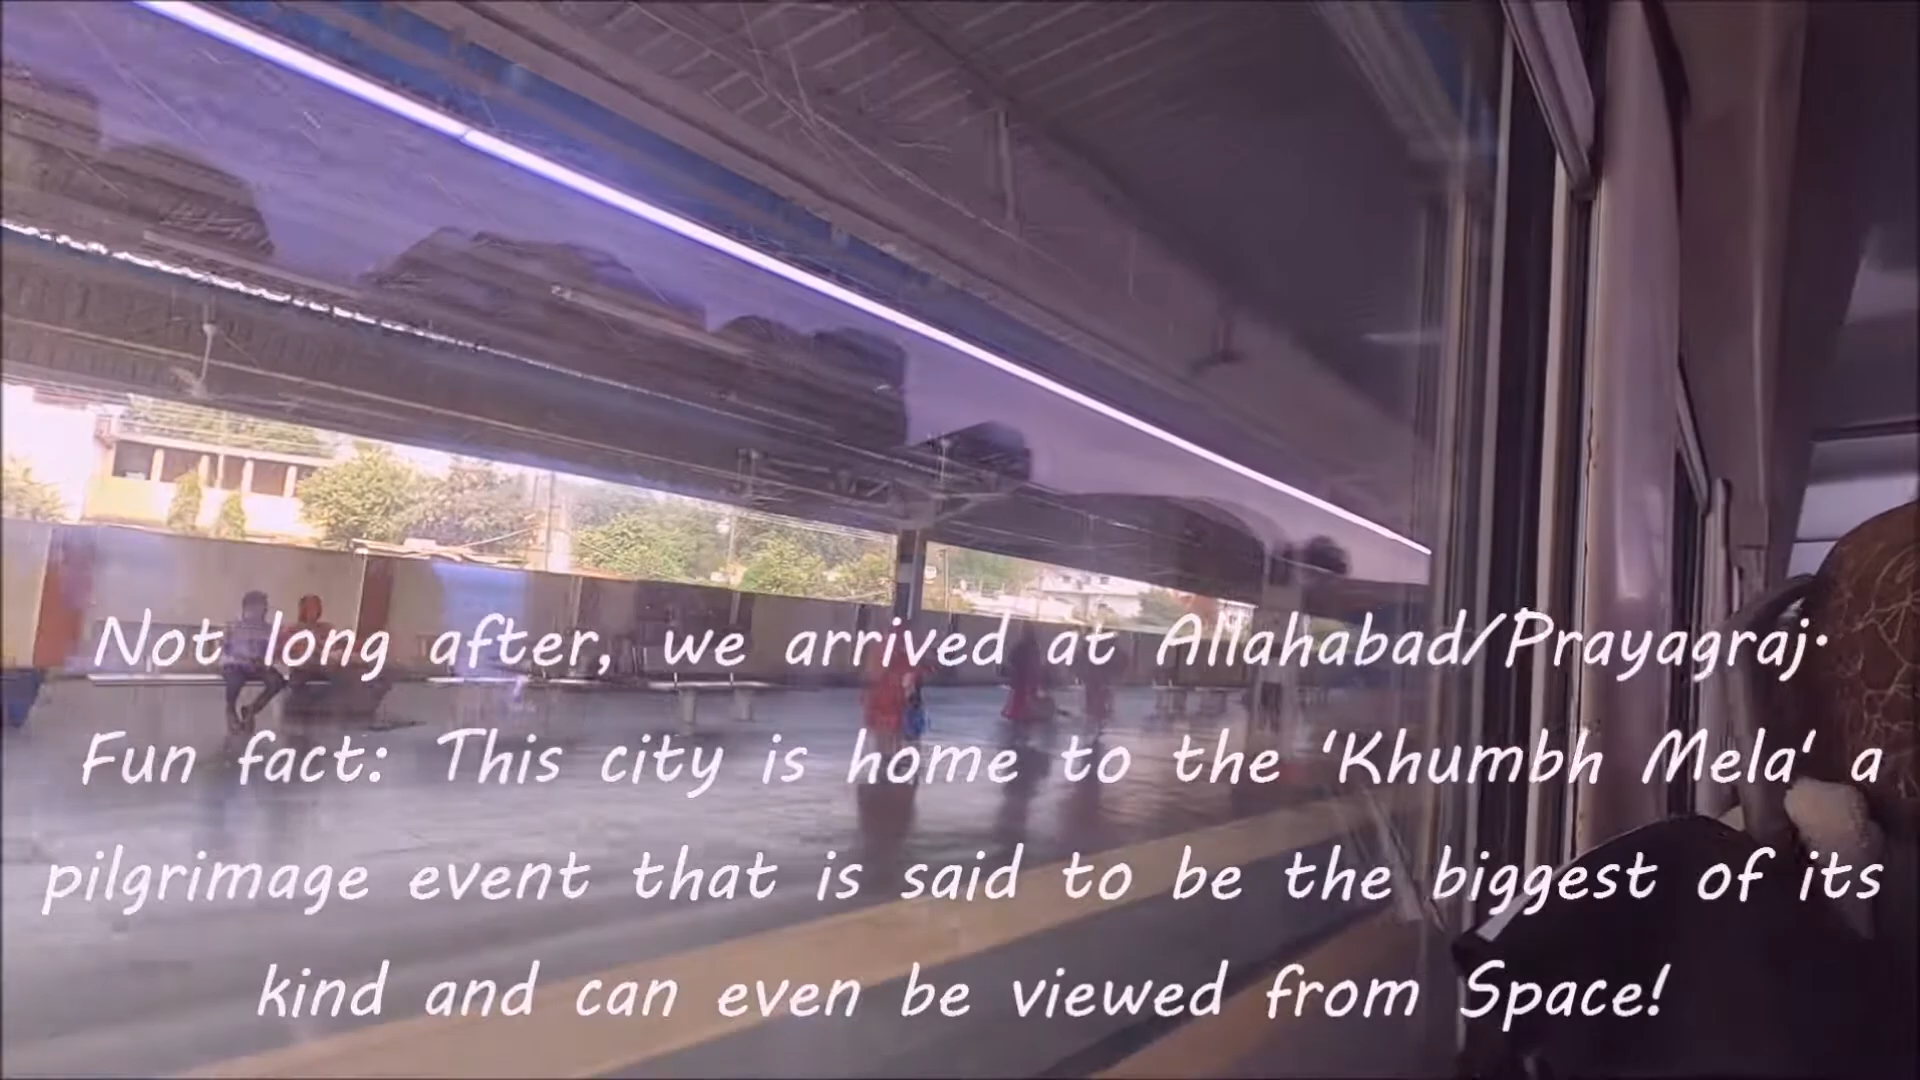 Not long after, we arrived at Allahabad/Prayagraj.
Fun fact: This city is home to the 'Khumbh Mela' a
pilgrimage event that is said to be the biggest of its
kind and can even be viewed from Space!